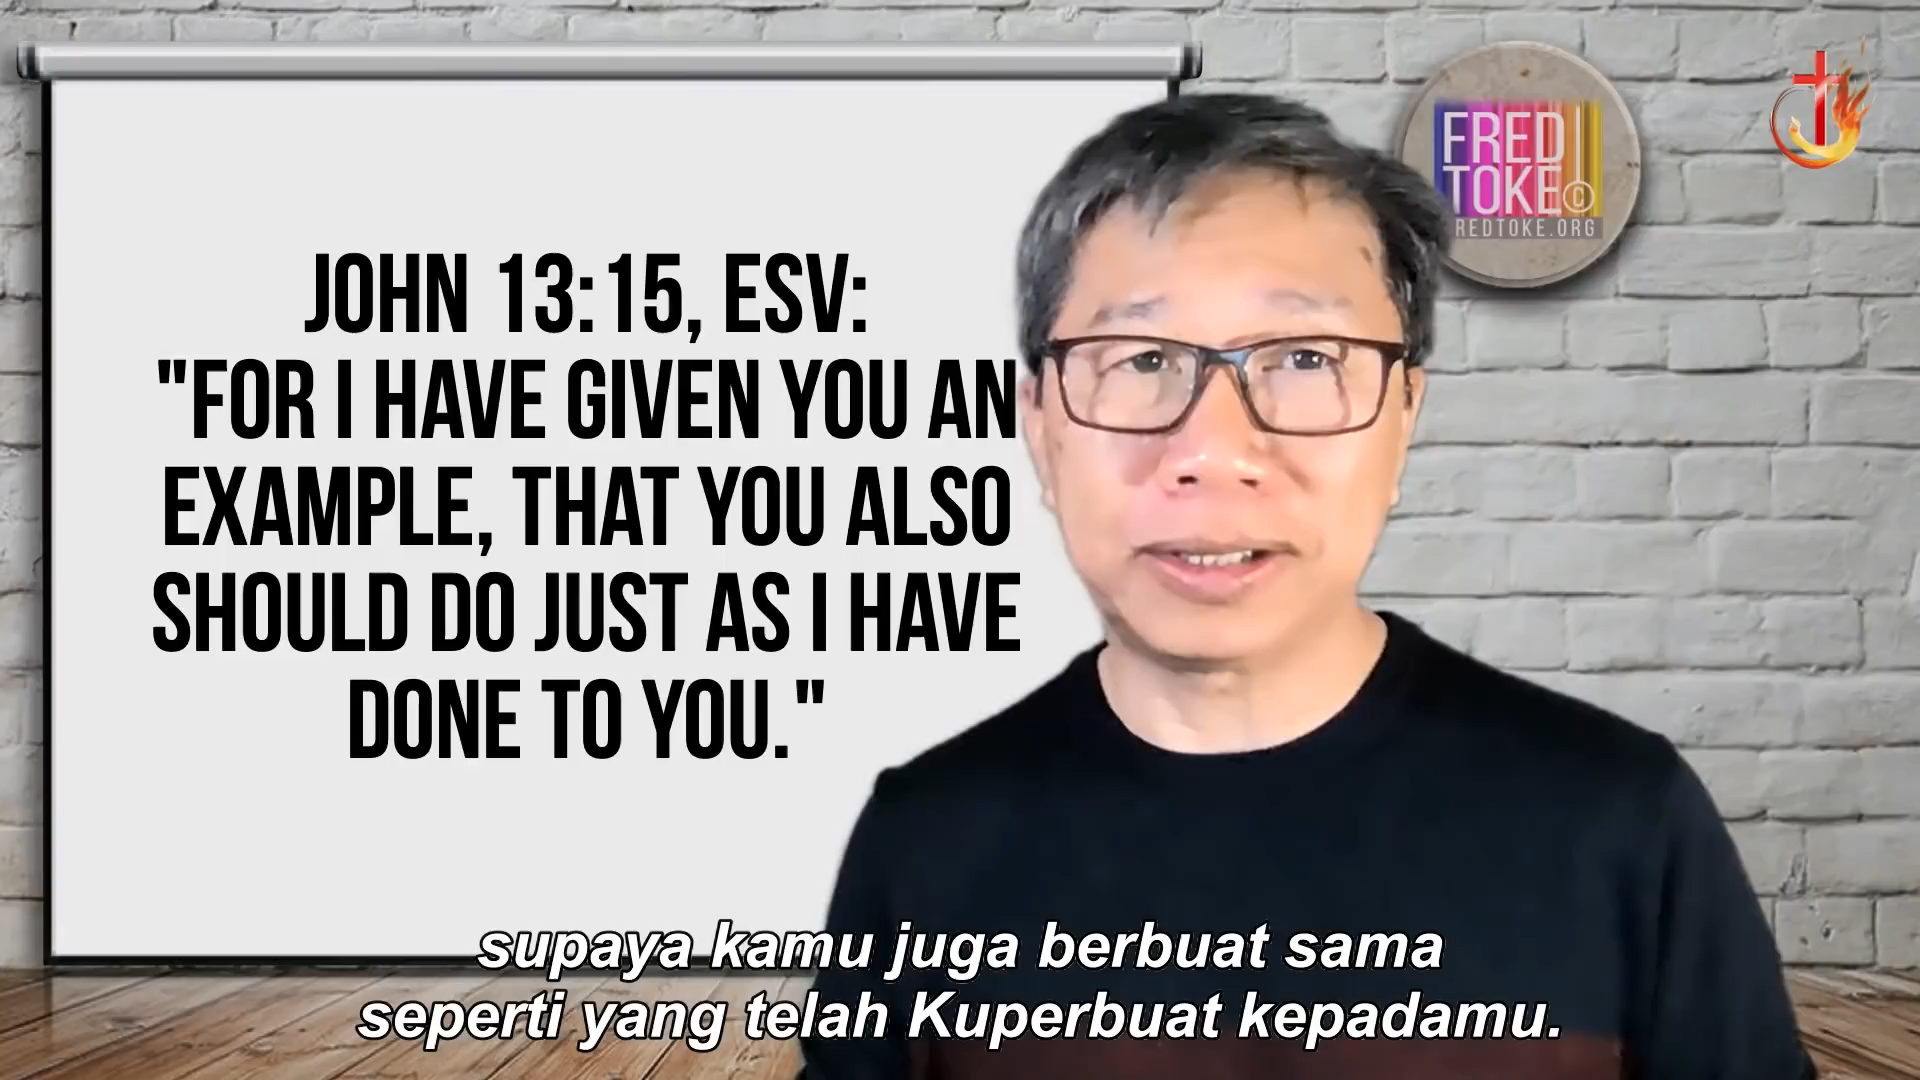 JOHN 13:15, ESV:
"FOR I HAVE GIVEN YOU AN
EXAMPLE, THAT YOU ALSO
SHOULD DO JUST AS I HAVE
DONE TO YOU."
FRED
TOKE©
REDTOKE.ORG
supaya kamu juga berbuat sama
seperti yang telah Kuperbuat kepadamu.